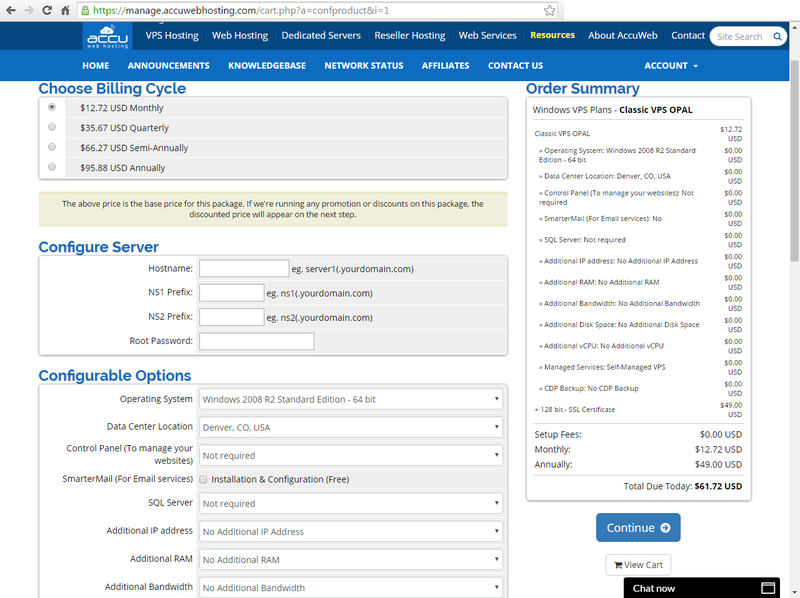 https://manage.accuwebhosting.com/cart.php?a=confproduct&i=1
accu
web hosting
VPS Hosting Web Hosting Dedicated Servers Reseller Hosting Web Services Resources About AccuWeb Contact Site Search
HOME ANNOUNCEMENTS KNOWLEDGEBASE NETWORK STATUS AFFILIATES CONTACT US ACCOUNT
Choose Billing Cycle
$12.72 USD Monthly
$35.67 USD Quarterly
$66.27 USD Semi-Annually
$95.88 USD Annually
The above price is the base price for this package. If we're running any promotion or discounts on this package, the
discounted price will appear on the next step.
Configure Server
Hostname: eg. server1(.yourdomain.com)
NS1 Prefix: eg. ns1(.yourdomain.com)
NS2 Prefix: eg. ns2(.yourdomain.com)
Root Password:
Configurable Options
Operating System Windows 2008 R2 Standard Edition - 64 bit
Data Center Location Denver, CO, USA
Control Panel (To manage your
websites) Not required
SmarterMail (For Email services) Installation & Configuration (Free)
SQL Server Not required
Additional IP address No Additional IP Address
Additional RAM No Additional RAM
Additional Bandwidth No Additional Bandwidth
Order Summary
Windows VPS Plans - Classic VPS OPAL
Classic VPS OPAL $12.72
USD
» Operating System: Windows 2008 R2 Standard $0.00
Edition - 64 bit USD
» Data Center Location: Denver, CO, USA $0.00
USD
» Control Panel (To manage your websites): Not $0.00
required USD
» SmarterMail (For Email services): No $0.00
USD
» SQL Server: Not required $0.00
USD
» Additional IP address: No Additional IP Address $0.00
USD
» Additional RAM: No Additional RAM $0.00
USD
» Additional Bandwidth: No Additional Bandwidth $0.00
USD
» Additional Disk Space: No Additional Disk Space $0.00
USD
» Additional vCPU: No Additional vCPU $0.00
USD
» Managed Services: Self-Managed VPS $0.00
USD
» CDP Backup: No CDP Backup $0.00
USD
+ 128 bit - SSL Certificate $49.00
USD
Setup Fees: $0.00 USD
Monthly: $12.72 USD
Annually: $49.00 USD
Total Due Today: $61.72 USD
Continue
View Cart
Chat now